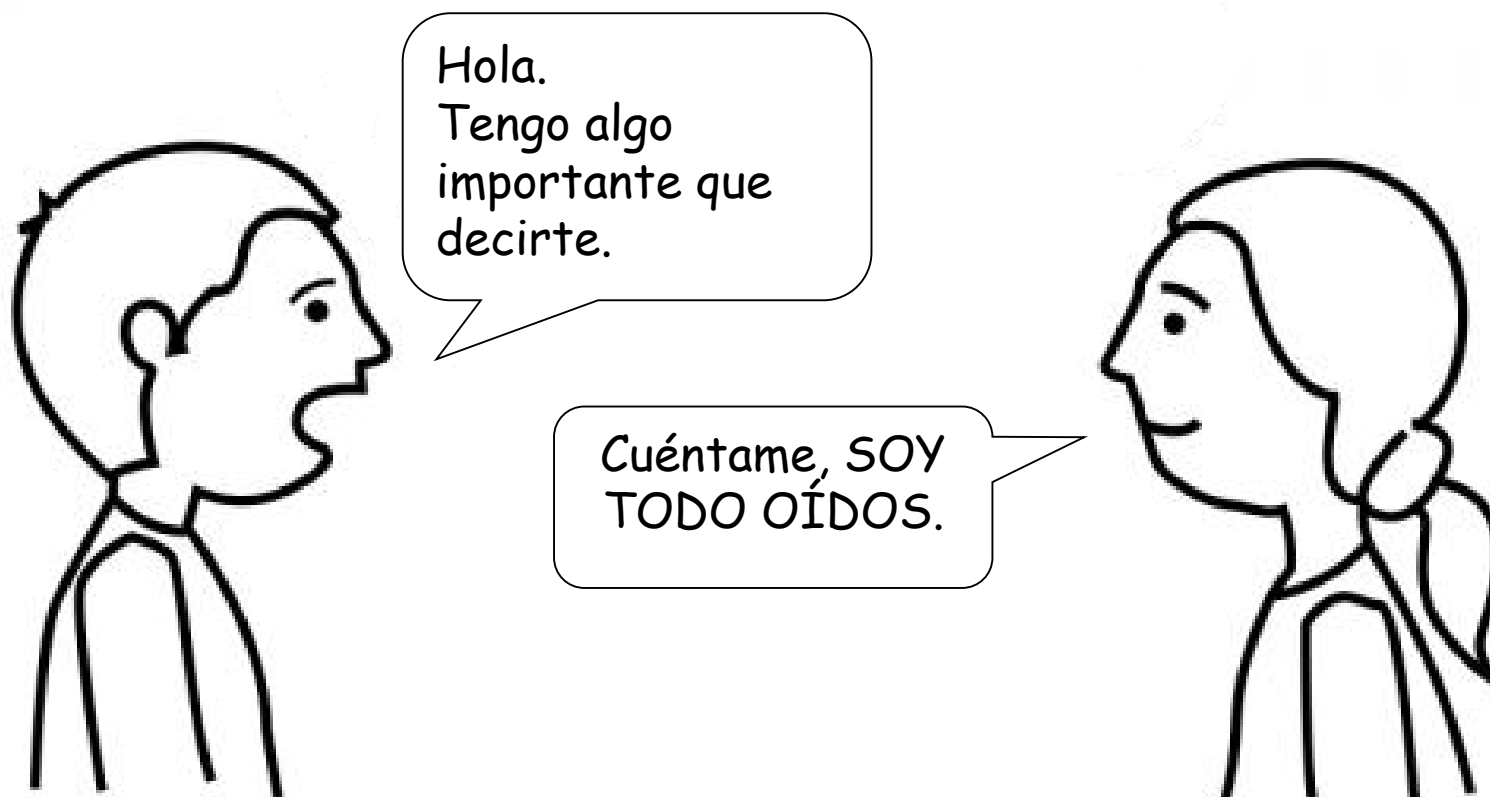 Hola.
Tengo algo
importante que
decirte.
Cuéntame, SOY
TODO OÍDOS.